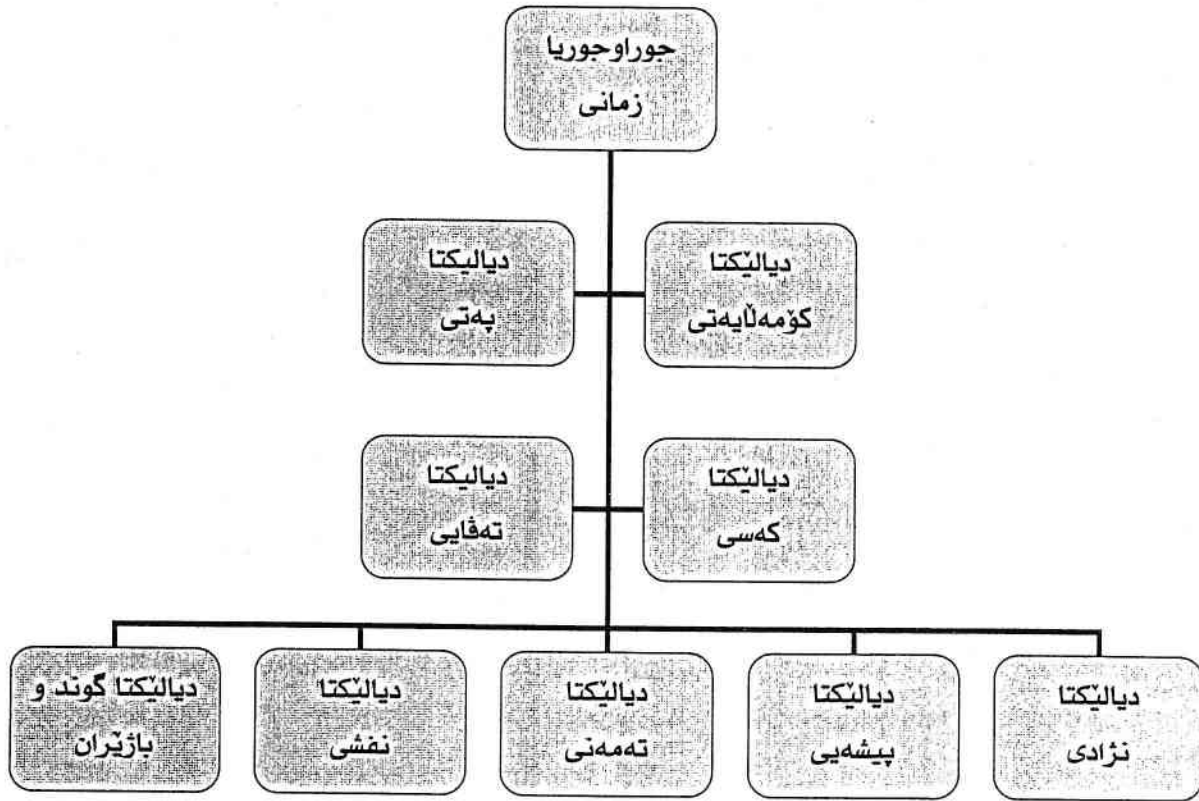 جوراوجوریا
زمانی
دیالێکتا
کۆمەڵایەتی
دیالیکتا
پەتی
دیالێکتا
کەسی
دیالیکتا
تەڤایی
دیالێکتا
نژادی
دیالێکتا
پیشەیی
دیالێکتا
تەمەنی
دیالێکتا
نفشی
دیالێکتا گوند و
باژێران